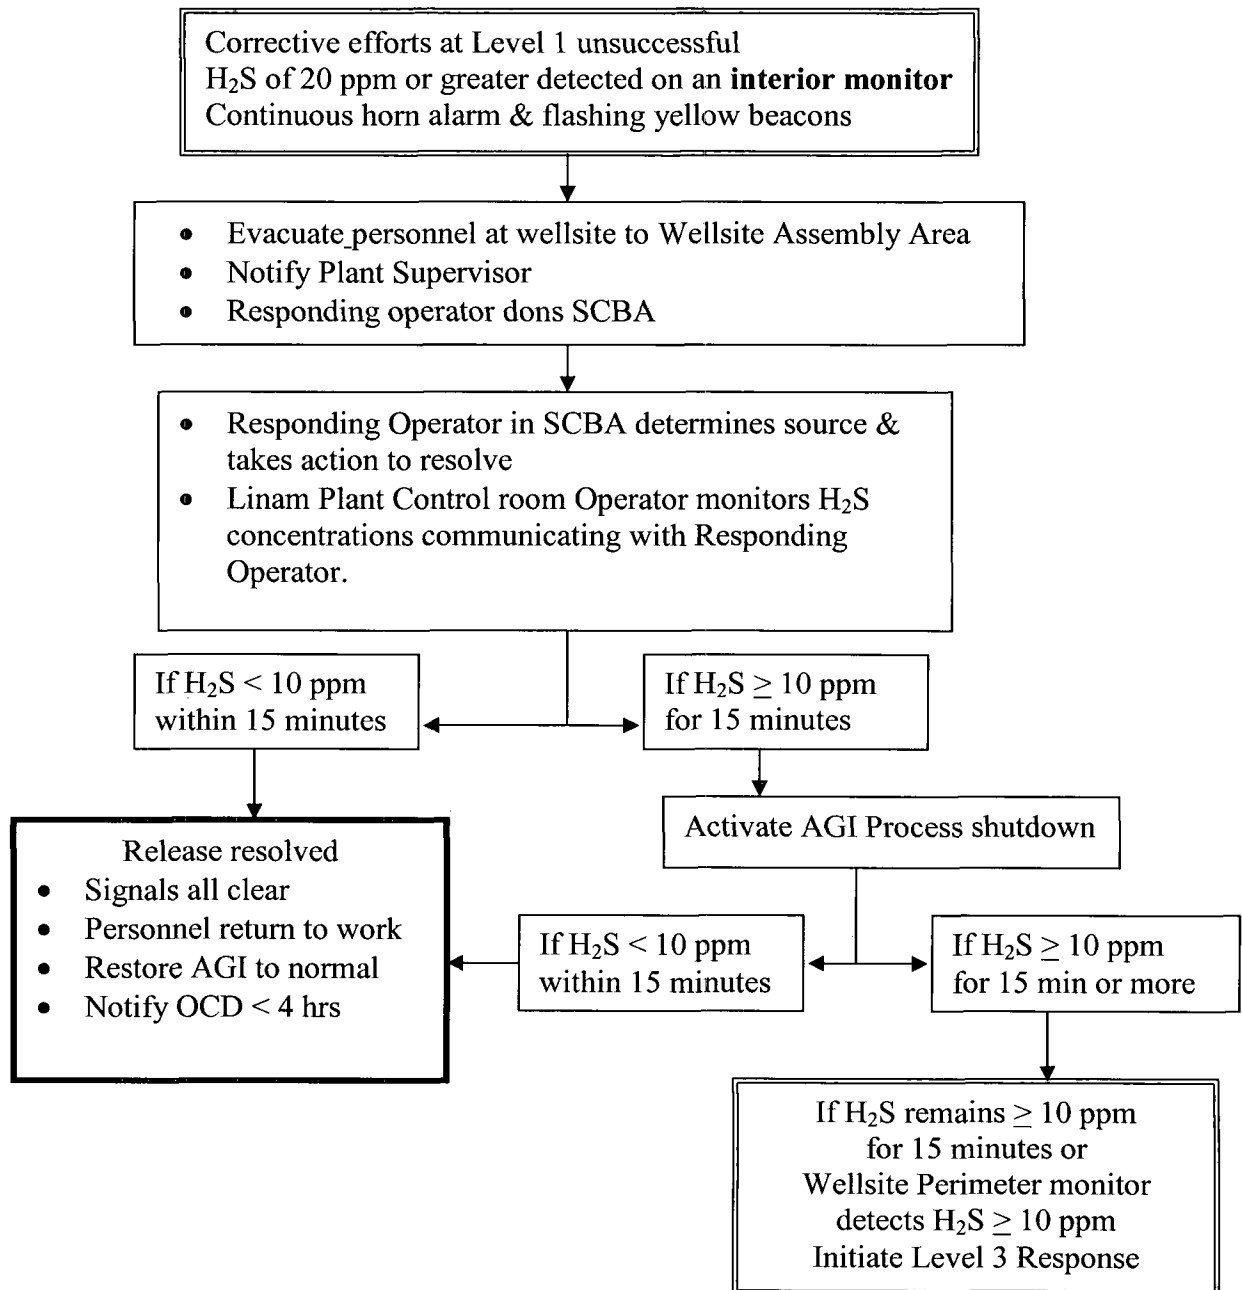 Corrective efforts at Level 1 unsuccessful
H₂S of 20 ppm or greater detected on an interior monitor
Continuous horn alarm & flashing yellow beacons
• Evacuate personnel at wellsite to Wellsite Assembly Area
• Notify Plant Supervisor
• Responding operator dons SCBA
• Responding Operator in SCBA determines source &
takes action to resolve
• Linam Plant Control room Operator monitors H₂S
concentrations communicating with Responding
Operator.
If H₂S < 10 ppm
within 15 minutes
If H₂S ≥ 10 ppm
for 15 minutes
Activate AGI Process shutdown
Release resolved
• Signals all clear
• Personnel return to work
• Restore AGI to normal
• Notify OCD < 4 hrs
If H₂S < 10 ppm
within 15 minutes
If H₂S ≥ 10 ppm
for 15 min or more
If H₂S remains ≥ 10 ppm
for 15 minutes or
Wellsite Perimeter monitor
detects H₂S ≥ 10 ppm
Initiate Level 3 Response